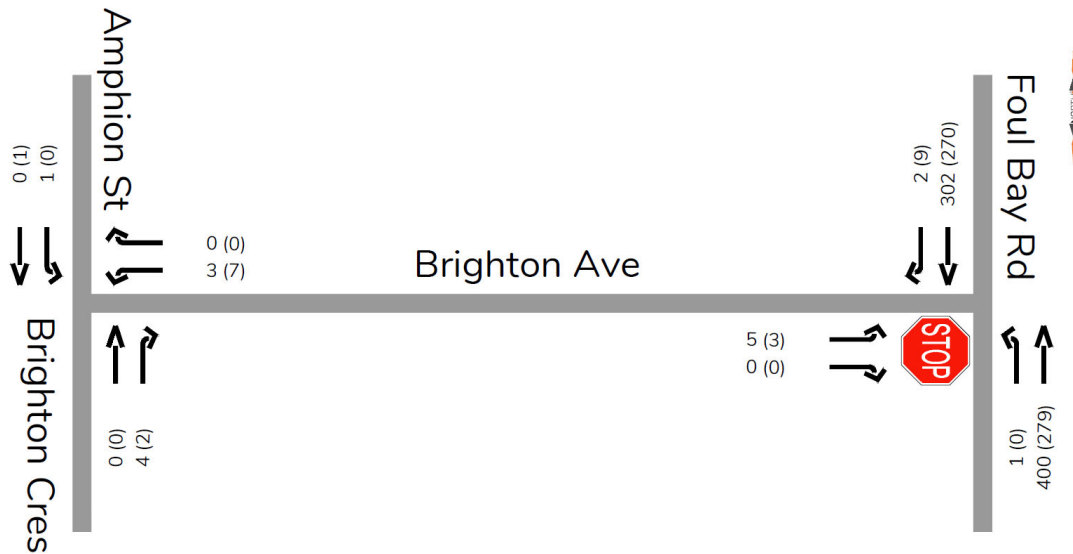 Amphion St
Foul Bay Rd
0 (1)
1 (0)
2 (9)
302 (270)
0 (0)
3 (7)
Brighton Ave
Brighton Cres
5 (3)
0 (0)
STOP
0 (0)
4 (2)
1 (0)
400 (279)